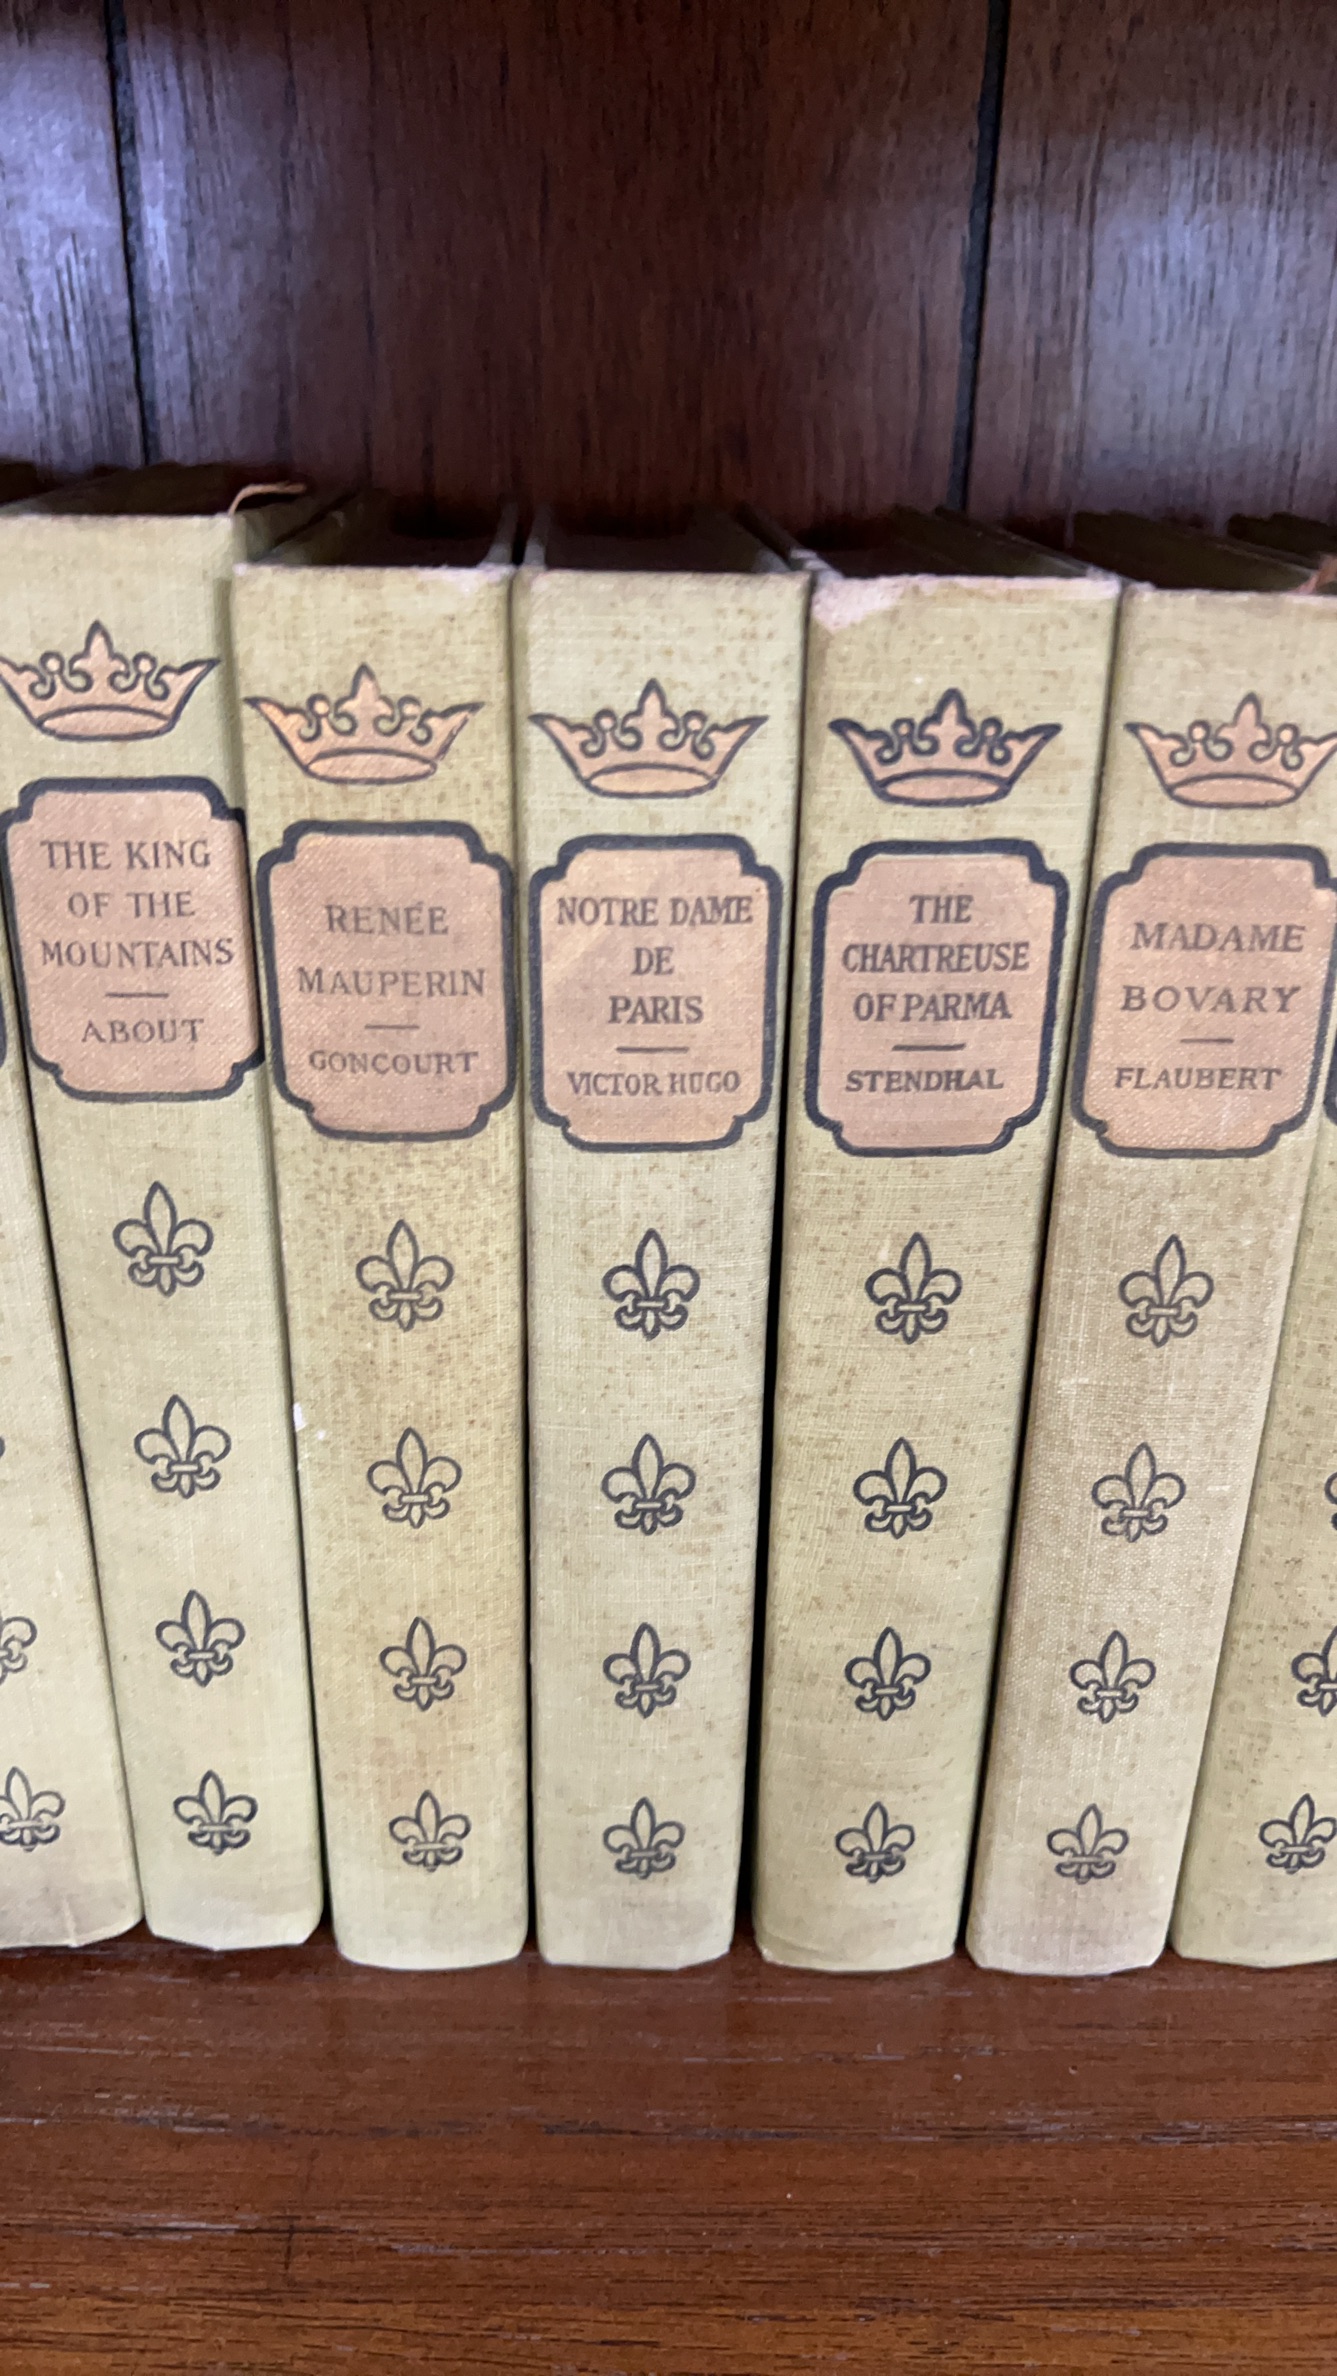 THE KING
OF THE
MOUNTAINS
ABOUT
RENÉE
MAUPERIN
GONCOURT
NOTRE DAME
DE
PARIS
VICTOR HUGO
THE
CHARTREUSE
OF PARMA
STENDHAL
MADAME
BOVARY
FLAUBERT